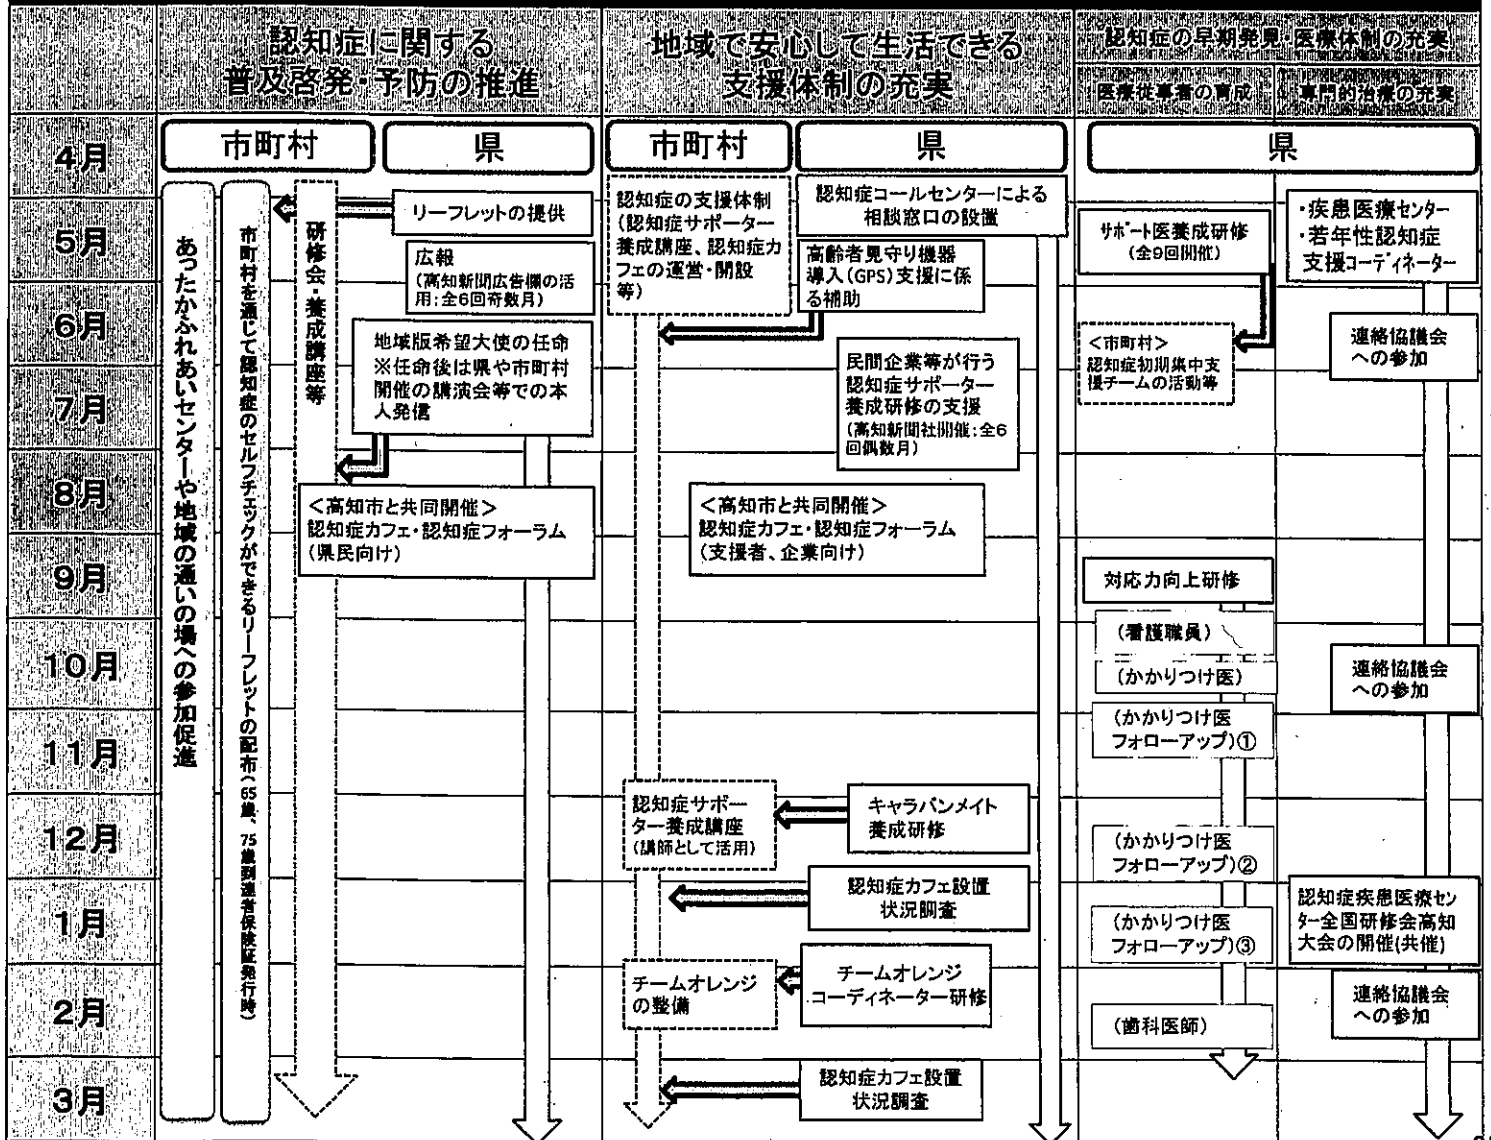 認知症に関する
普及啓発・予防の推進
地域で安心して生活できる
支援体制の充実
認知症の早期発見・医療体制の充実
医療従事者の育成
専門的治療の充実
4月
5月
6月
7月
8月
9月
10月
11月
12月
1月
2月
3月
市町村
県
あったかふれあいセンターや地域の通いの場への参加促進
市町村を通じて認知症のセルフチェックができるリーフレットの配布(65歳、75歳到達者保険証発行時)
研修会・養成講座等
リーフレットの提供
広報
(高知新聞広告欄の活
用:全6回奇数月)
地域版希望大使の任命
※任命後は県や市町村
開催の講演会等での本
人発信
<高知市と共同開催>
認知症カフェ・認知症フォーラム
(県民向け)
市町村
県
認知症の支援体制
(認知症サポーター
養成講座、認知症カ
フェの運営・開設
等)
認知症コールセンターによる
相談窓口の設置
高齢者見守り機器
導入(GPS)支援に係
る補助
民間企業等が行う
認知症サポーター
養成研修の支援
(高知新聞社開催:全6
回偶数月)
<高知市と共同開催>
認知症カフェ・認知症フォーラム
(支援者、企業向け)
認知症サポー
ター養成講座
(講師として活用)
キャラバンメイト
養成研修
認知症カフェ設置
状況調査
チームオレンジ
の整備
チームオレンジ
コーディネーター研修
認知症カフェ設置
状況調査
県
サポート医養成研修
(全9回開催)
<市町村>
認知症初期集中支
援チームの活動等
対応力向上研修
(看護職員)
(かかりつけ医)
(かかりつけ医
フォローアップ)①
(かかりつけ医
フォローアップ)②
(かかりつけ医
フォローアップ)③
(歯科医師)
・疾患医療センター
・若年性認知症
支援コーディネーター
連絡協議会
への参加
連絡協議会
への参加
認知症疾患医療セン
ター全国研修会高知
大会の開催(共催)
連絡協議会
への参加